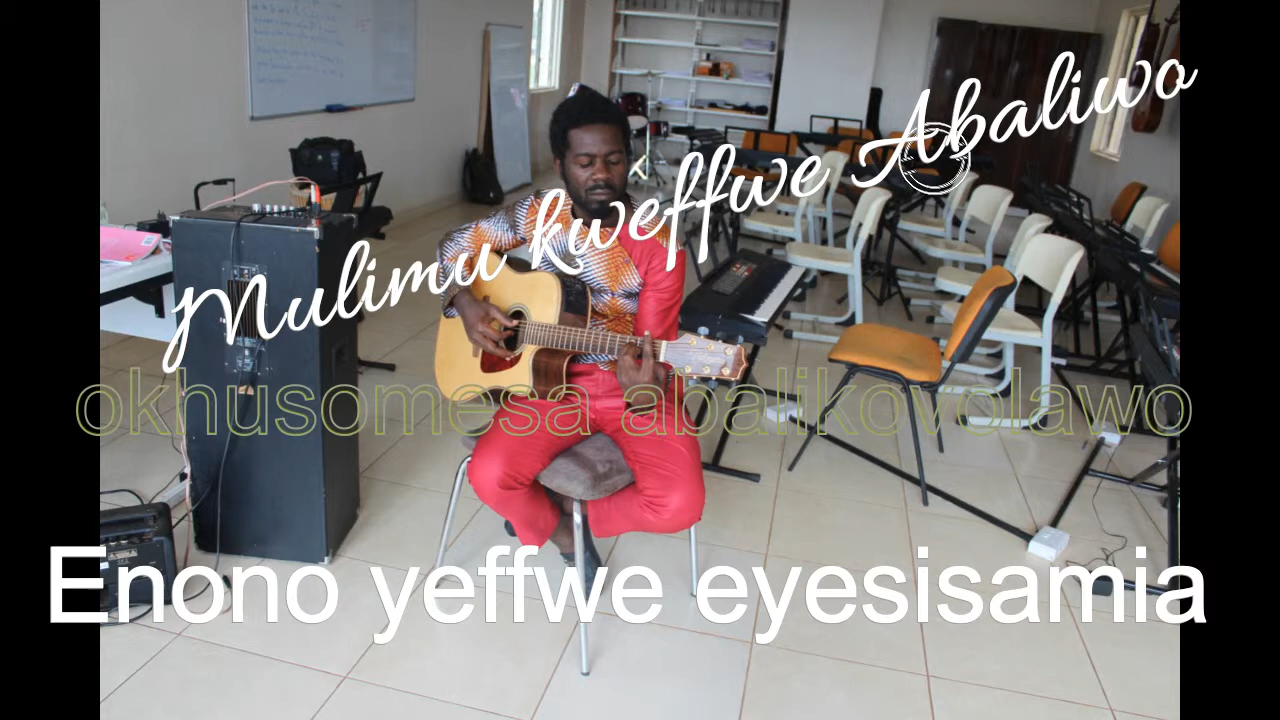 Mulimu kweffwe Abaliwo
okhusomesa abalikovolawo
Enono yeffwe eyesisamia